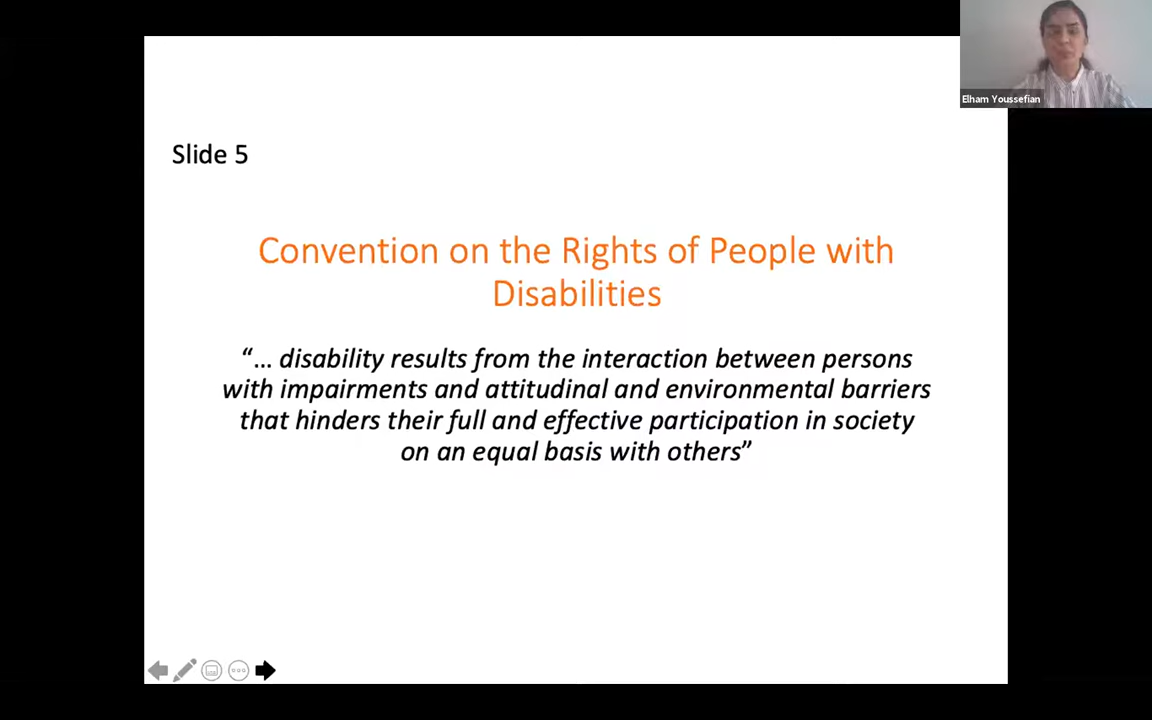 Elham Youssefian
Slide 5
Convention on the Rights of People with
Disabilities
“… disability results from the interaction between persons
with impairments and attitudinal and environmental barriers
that hinders their full and effective participation in society
on an equal basis with others”